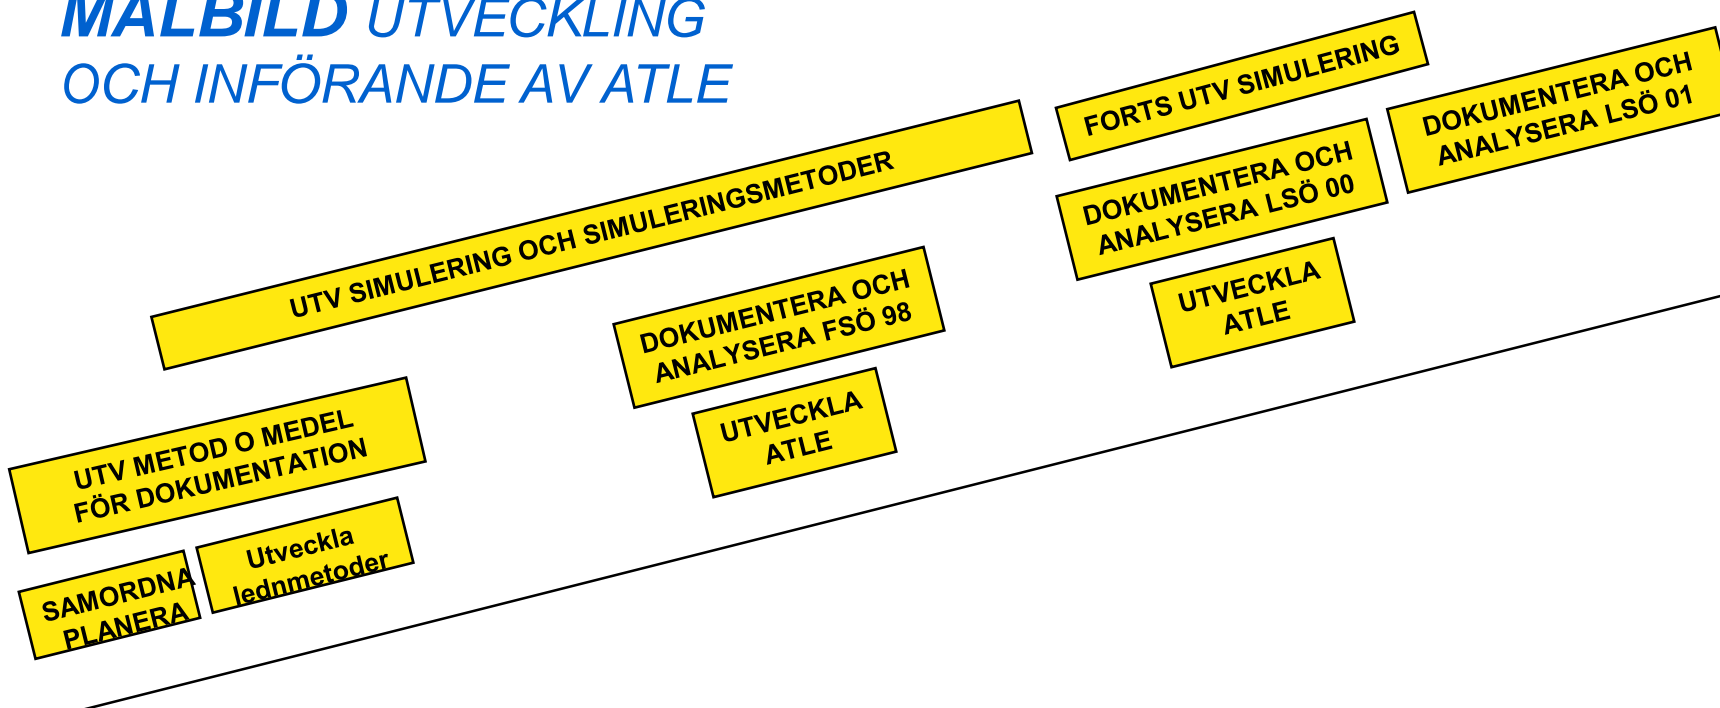 MÅLBILD UTVECKLING
OCH INFÖRANDE AV ATLE
FORTS UTV SIMULERING
DOKUMENTERA OCH
ANALYSERA LSÖ 01
UTV SIMULERING OCH SIMULERINGSMETODER
DOKUMENTERA OCH
ANALYSERA LSÖ 00
DOKUMENTERA OCH
ANALYSERA FSÖ 98
UTVECKLA
ATLE
UTVECKLA
ATLE
UTV METOD O MEDEL
FÖR DOKUMENTATION
SAMORDNA
PLANERA
Utveckla
lednmetoder